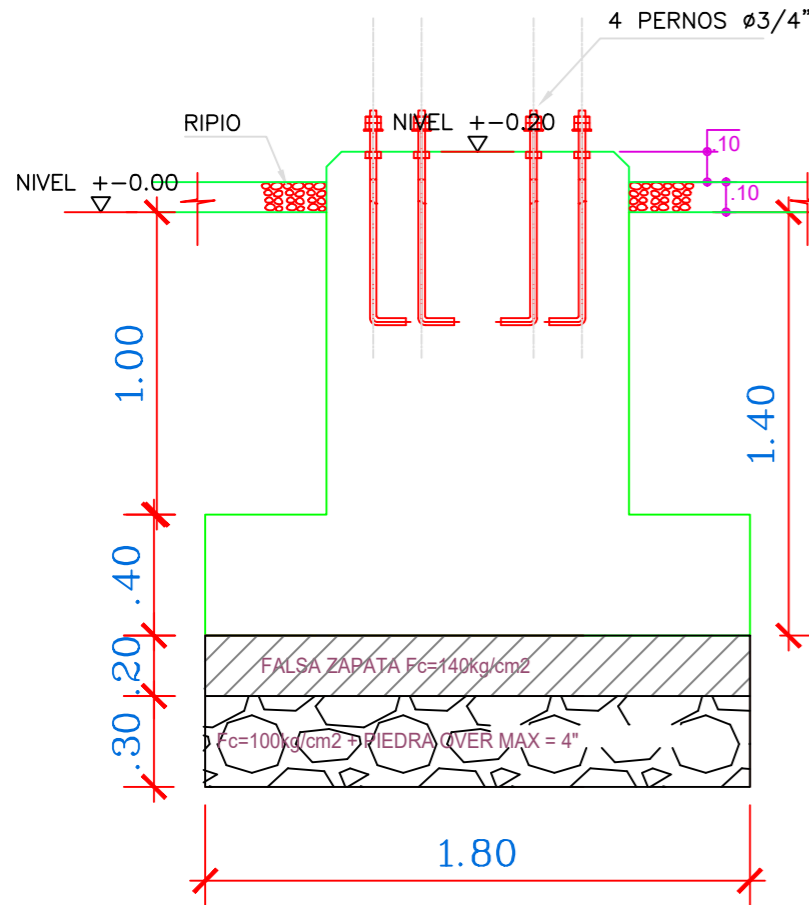 4 PERNOS ø3/4"
RIPIO
NIVEL +-0.20
.10
NIVEL +-0.00
.10
1.00
1.40
.40
.20
FALSA ZAPATA Fc=140kg/cm2
.30
Fc=100kg/cm2 + PIEDRA OVER MAX = 4"
1.80